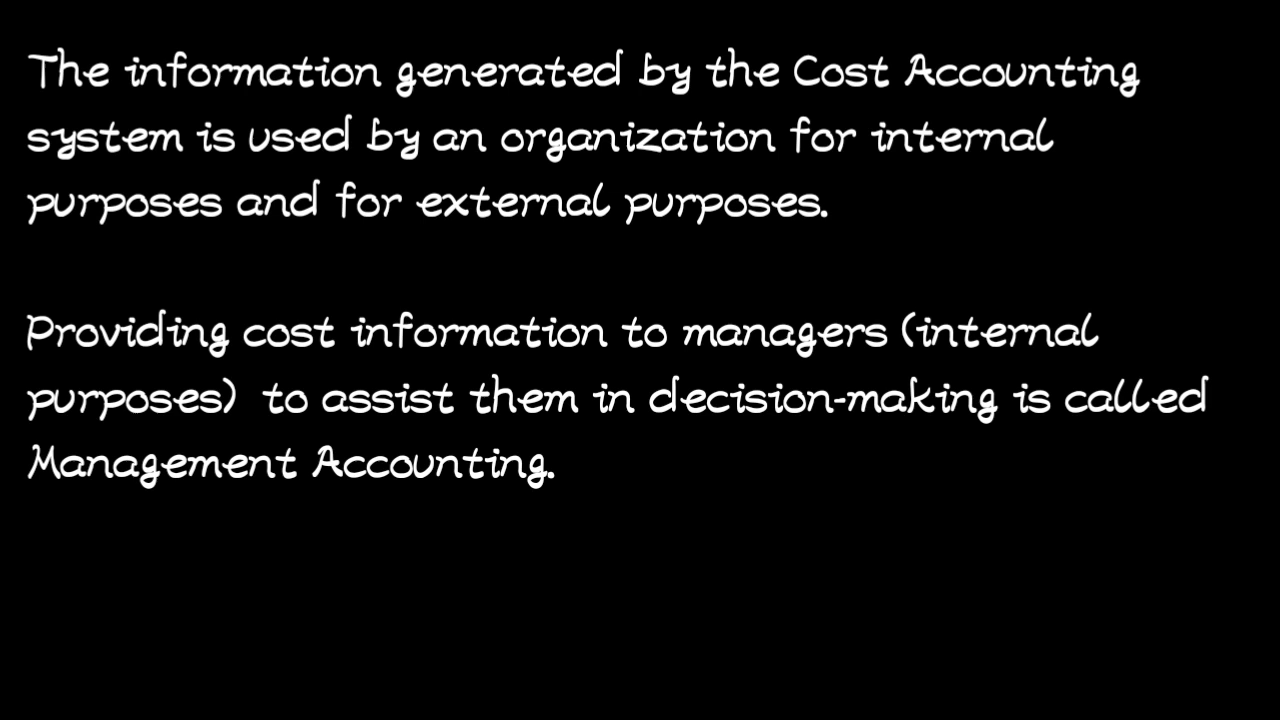 The information generated by the Cost Accounting
system is used by an organization for internal
purposes and for external purposes.
Providing cost information to managers (internal
purposes)  to assist them in decision-making is called
Management Accounting.